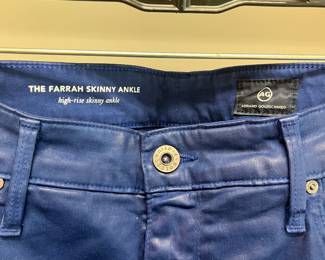 THE FARRAH SKINNY ANKLE
high-rise skinny ankle
AG
ADRIANO GOLDSCHMIED